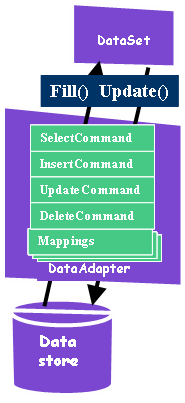 DataSet
Fill() Update()
SelectCommand
InsertCommand
UpdateCommand
DeleteCommand
Mappings
DataAdapter
Data
store